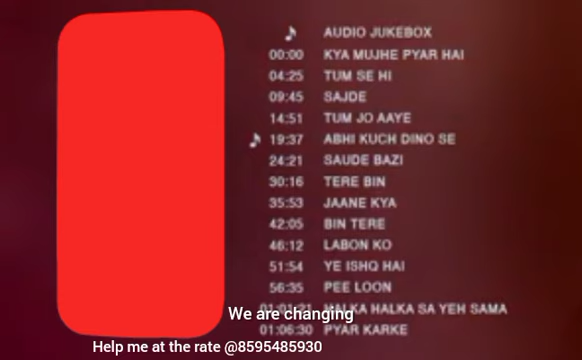 AUDIO JUKEBOX
00:00 KYA MUJHE PYAR HAI
04:25 TUM SE HI
09:45 SAJDE
14:51 TUM JO AAYE
19:37 ABHI KUCH DINO SE
24:21 SAUDE BAZI
30:16 TERE BIN
35:53 JAANE KYA
42:05 BIN TERE
46:12 LABON KO
51:54 YE ISHQ HAI
56:35 PEE LOON
01:01:21 HALKA HALKA SA YEH SAMA
We are changing
01:06:30 PYAR KARKE
Help me at the rate @8595485930